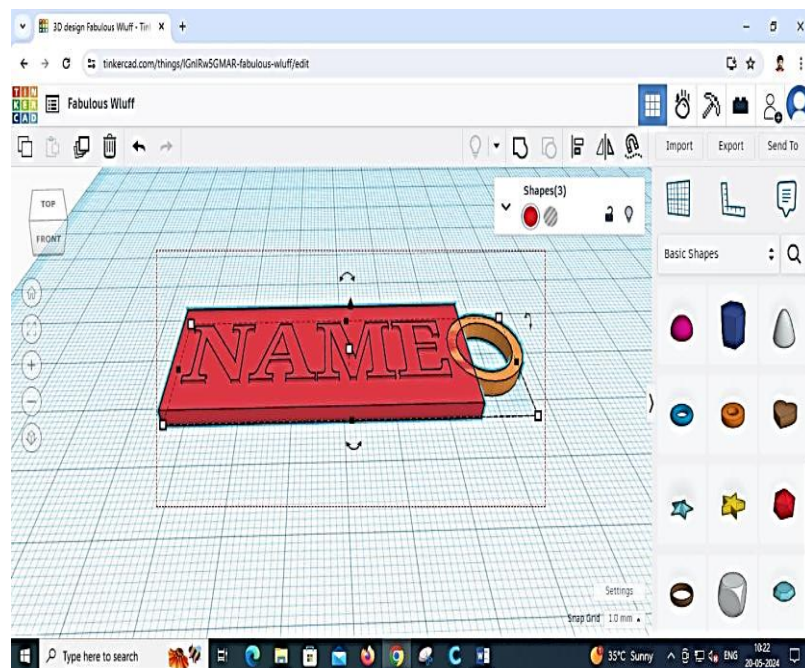 3D design Fabulous Wluff - Tin
tinkercad.com/things/lGnlRw5GMAR-fabulous-wluff/edit
TIN
KER
CAD
Fabulous Wluff
Import
Export
Send To
TOP
FRONT
Shapes(3)
Basic Shapes
NAME
Settings
Snap Grid 1.0 mm
Type here to search
35°C Sunny
ENG
10:22
20-05-2024